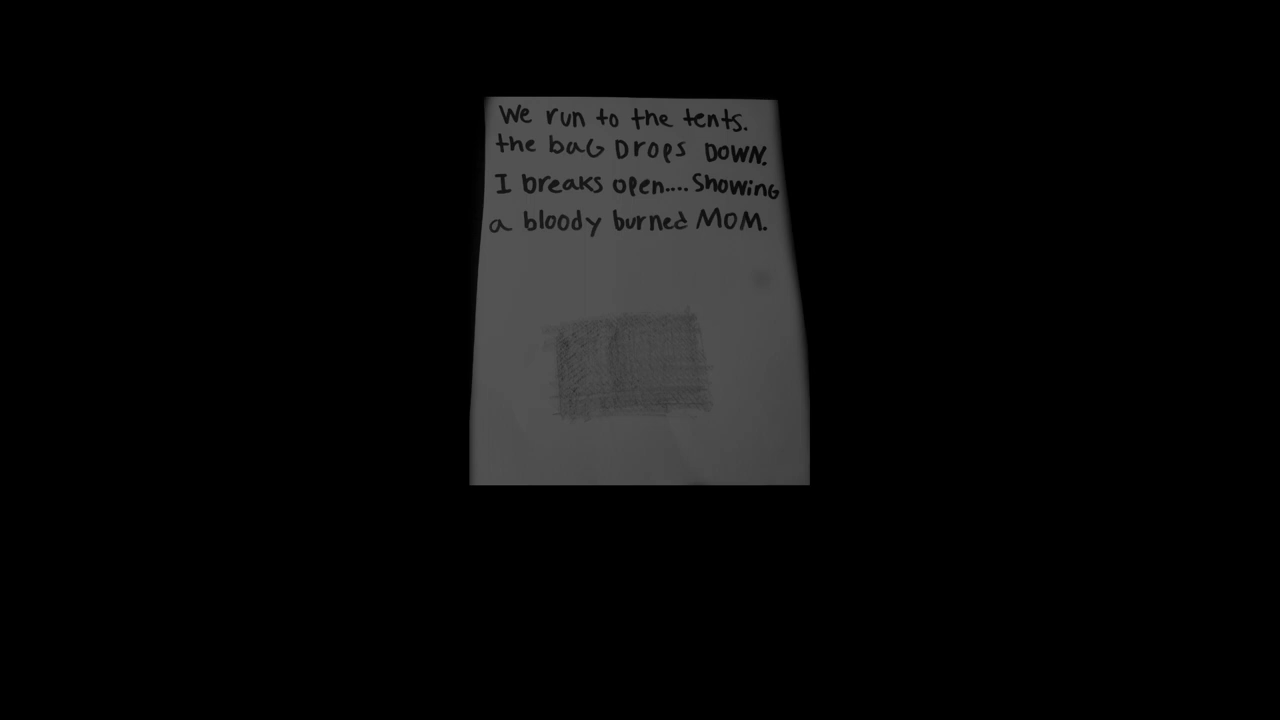 We run to the tents.
the baG Drops DOWN.
I breaks open.... Showing
a bloody burned MOM.